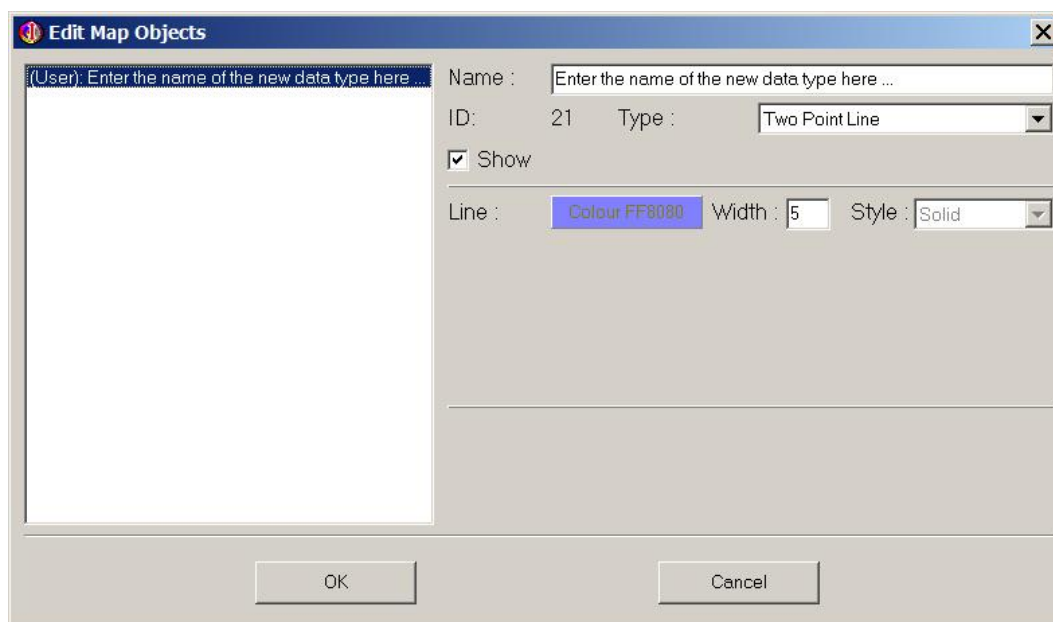 Edit Map Objects
(User): Enter the name of the new data type here ...
Name : Enter the name of the new data type here ...
ID: 21 Type : Two Point Line
Show
Line : Colour FF8080 Width : 5 Style : Solid
OK Cancel